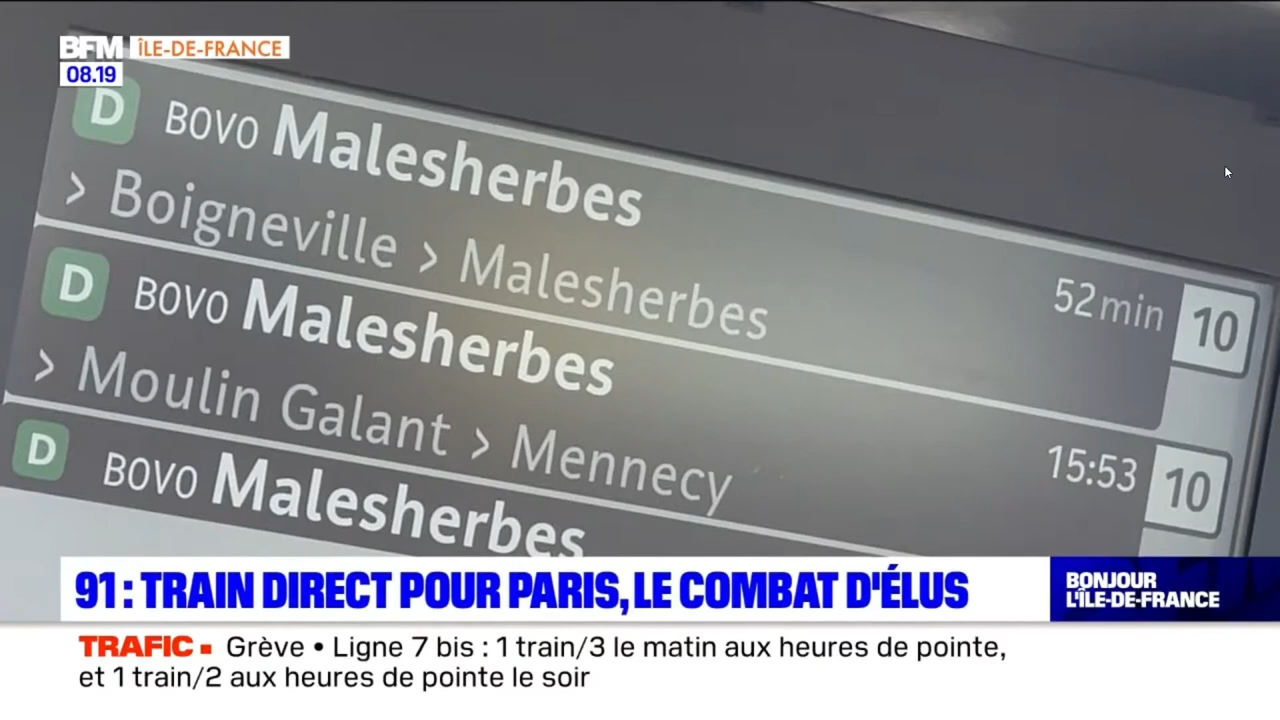 BFM ÎLE-DE-FRANCE
08.19
D BOVO Malesherbes
> Boigneville > Malesherbes 52 min 10
D BOVO Malesherbes
> Moulin Galant > Mennecy 15:53 10
D BOVO Malesherbes
91 : TRAIN DIRECT POUR PARIS, LE COMBAT D'ÉLUS
BONJOUR
L'ÎLE-DE-FRANCE
TRAFIC ▪ Grève • Ligne 7 bis : 1 train/3 le matin aux heures de pointe,
et 1 train/2 aux heures de pointe le soir